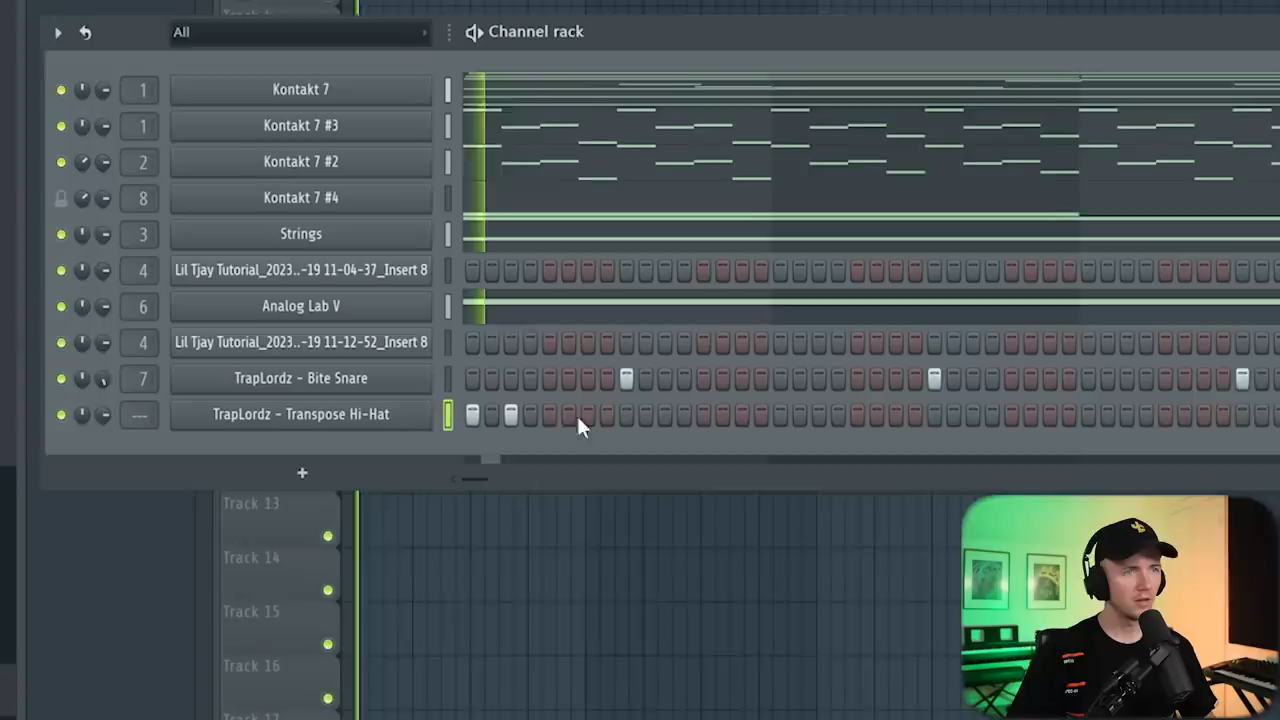 All
Channel rack
1 Kontakt 7
1 Kontakt 7 #3
2 Kontakt 7 #2
8 Kontakt 7 #4
3 Strings
4 Lil Tjay Tutorial_2023..-19 11-04-37_Insert 8
6 Analog Lab V
4 Lil Tjay Tutorial_2023..-19 11-12-52_Insert 8
7 TrapLordz - Bite Snare
--- TrapLordz - Transpose Hi-Hat
+
Track 13
Track 14
Track 15
Track 16